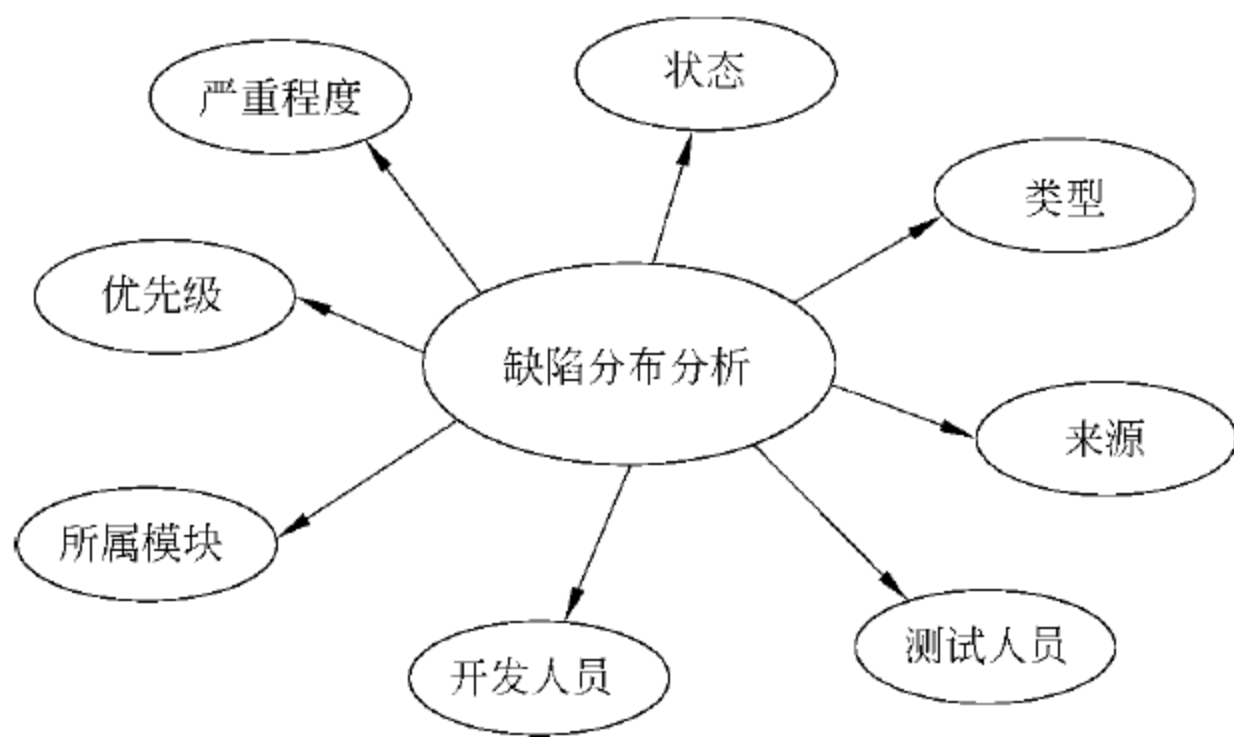 状态
严重程度
类型
优先级
缺陷分布分析
来源
所属模块
测试人员
开发人员